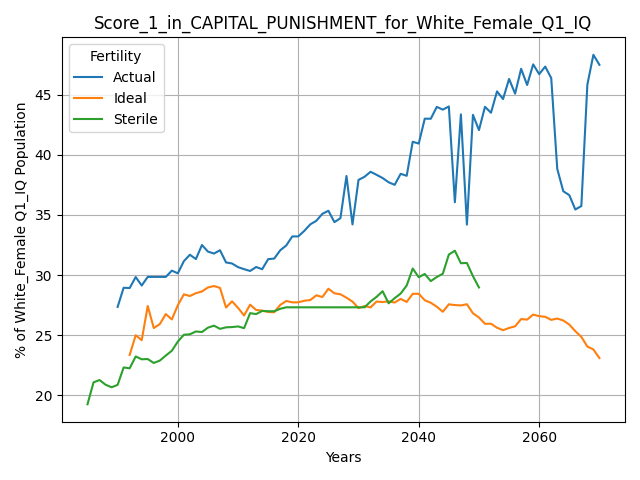 Score_1_in_CAPITAL_PUNISHMENT_for_White_Female_Q1_IQ
Fertility
Actual
Ideal
Sterile
% of White_Female Q1_IQ Population
45
40
35
30
25
20
2000
2020
2040
2060
Years